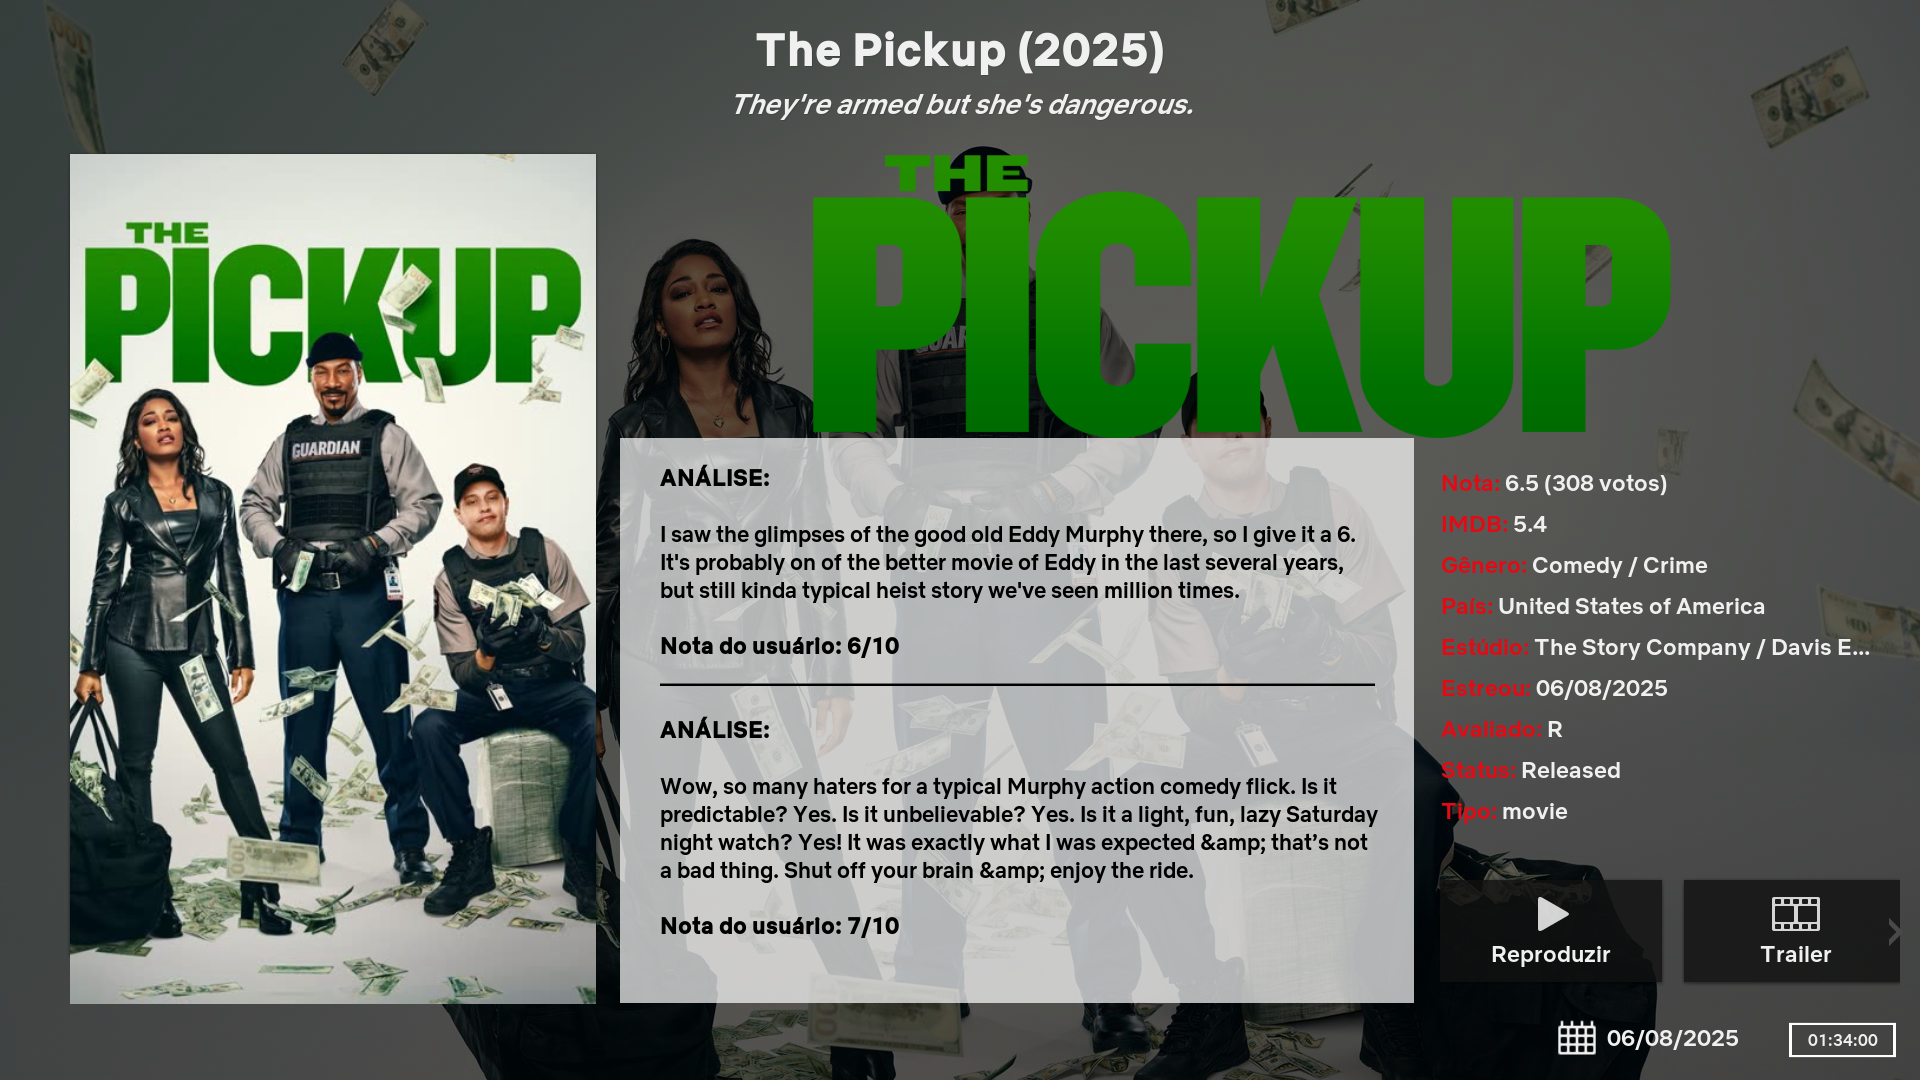 The Pickup (2025)
They're armed but she's dangerous.
THE
PICKUP
GUARDIAN
THE
PICKUP
ANÁLISE:
I saw the glimpses of the good old Eddy Murphy there, so I give it a 6.
It's probably on of the better movie of Eddy in the last several years,
but still kinda typical heist story we've seen million times.
Nota do usuário: 6/10
ANÁLISE:
Wow, so many haters for a typical Murphy action comedy flick. Is it
predictable? Yes. Is it unbelievable? Yes. Is it a light, fun, lazy Saturday
night watch? Yes! It was exactly what I was expected &amp; that’s not
a bad thing. Shut off your brain &amp; enjoy the ride.
Nota do usuário: 7/10
Nota: 6.5 (308 votos)
IMDB: 5.4
Gênero: Comedy / Crime
País: United States of America
Estúdio: The Story Company / Davis E...
Estreou: 06/08/2025
Avaliado: R
Status: Released
Tipo: movie
Reproduzir
Trailer
06/08/2025
01:34:00